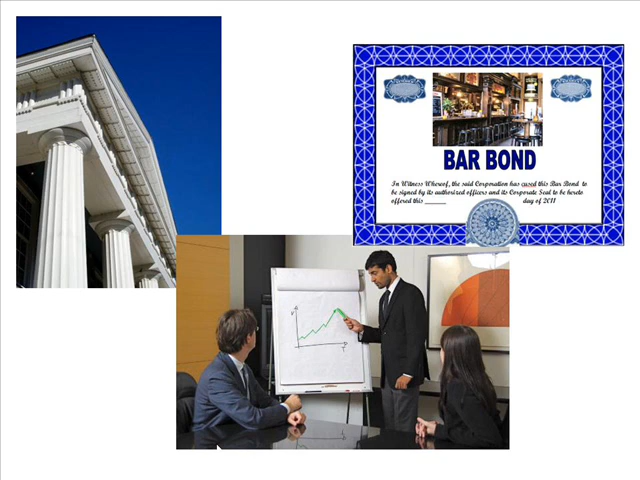 BAR BOND
In Witness Whereof, the said Corporation has cused this Bar Bond to
be signed by its authorized officers and its Corporate Seal to be hereto
offered this ______ day of 2011
V
T